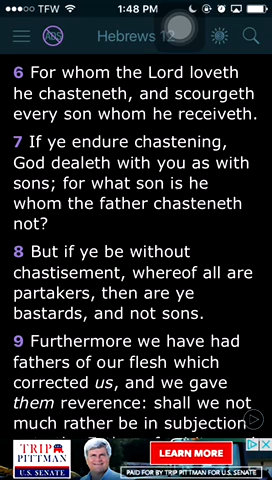 TFW 1:48 PM
ADS Hebrews 12
6 For whom the Lord loveth
he chasteneth, and scourgeth
every son whom he receiveth.
7 If ye endure chastening,
God dealeth with you as with
sons; for what son is he
whom the father chasteneth
not?
8 But if ye be without
chastisement, whereof all are
partakers, then are ye
bastards, and not sons.
9 Furthermore we have had
fathers of our flesh which
corrected us, and we gave
them reverence: shall we not
much rather be in subjection
TRIP
PITTMAN
U.S. SENATE
LEARN MORE
PAID FOR BY TRIP PITTMAN FOR U.S. SENATE